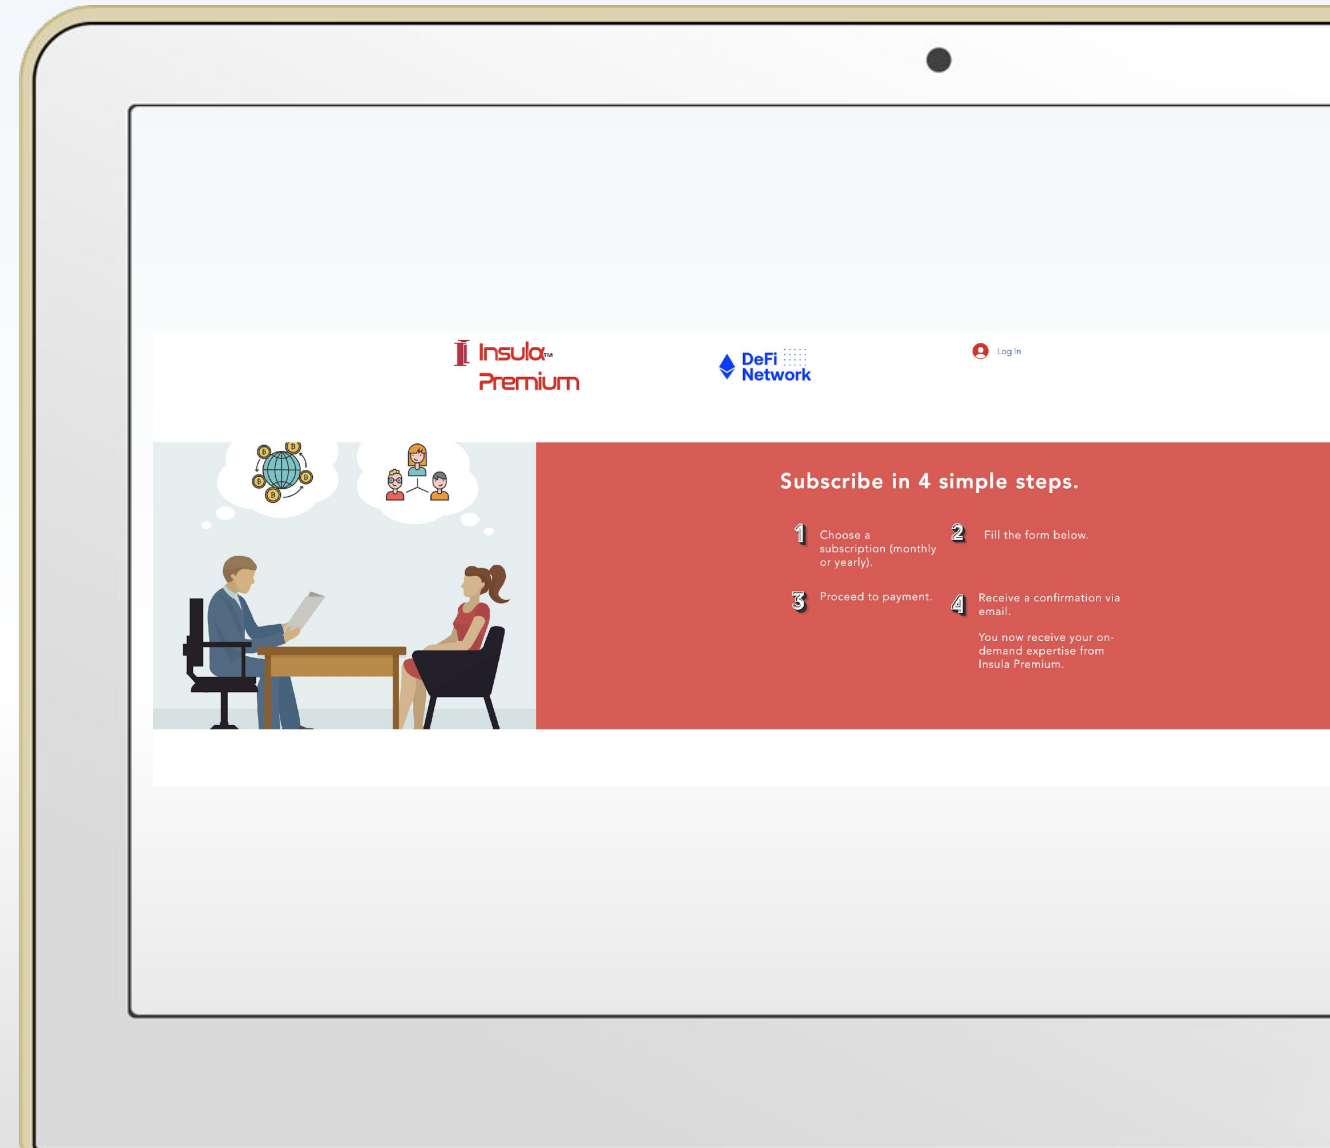 Insula™
Premium
DeFi
Network
Log In
Subscribe in 4 simple steps.
1
Choose a
subscription (monthly
or yearly).
2
Fill the form below.
3
Proceed to payment.
4
Receive a confirmation via
email.
You now receive your on-
demand expertise from
Insula Premium.